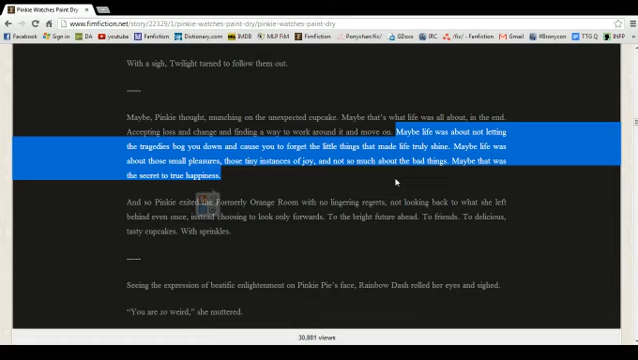 Pinkie Watches Paint Dry
www.fimfiction.net/story/22329/1/pinkie-watches-paint-dry/pinkie-watches-paint-dry
Facebook Sign in DA youtube Fanfiction Dictionary.com MLP FiM Fanfiction Ponychan/fic/ GDocs IRC /fic/ - Fanfiction #Bronycon TTG Q
With a sigh, Twilight turned to follow them out.
-----
Maybe, Pinkie thought, munching on the unexpected cupcake. Maybe that's what life was all about, in the end.
Accepting loss and change and finding a way to work around it and move on. Maybe life was about not letting
the tragedies bog you down and cause you to forget the little things that made life truly shine. Maybe life was
about those small pleasures, those tiny instances of joy, and not so much about the bad things. Maybe that was
the secret to true happiness.
And so Pinkie exited the Formerly Orange Room with no lingering regrets, not looking back to what she left
behind even once, instead choosing to look only forwards. To the bright future ahead. To friends. To delicious,
tasty cupcakes. With sprinkles.
-----
Seeing the expression of beatific enlightenment on Pinkie Pie's face, Rainbow Dash rolled her eyes and sighed.
"You are so weird," she muttered.
30,881 views